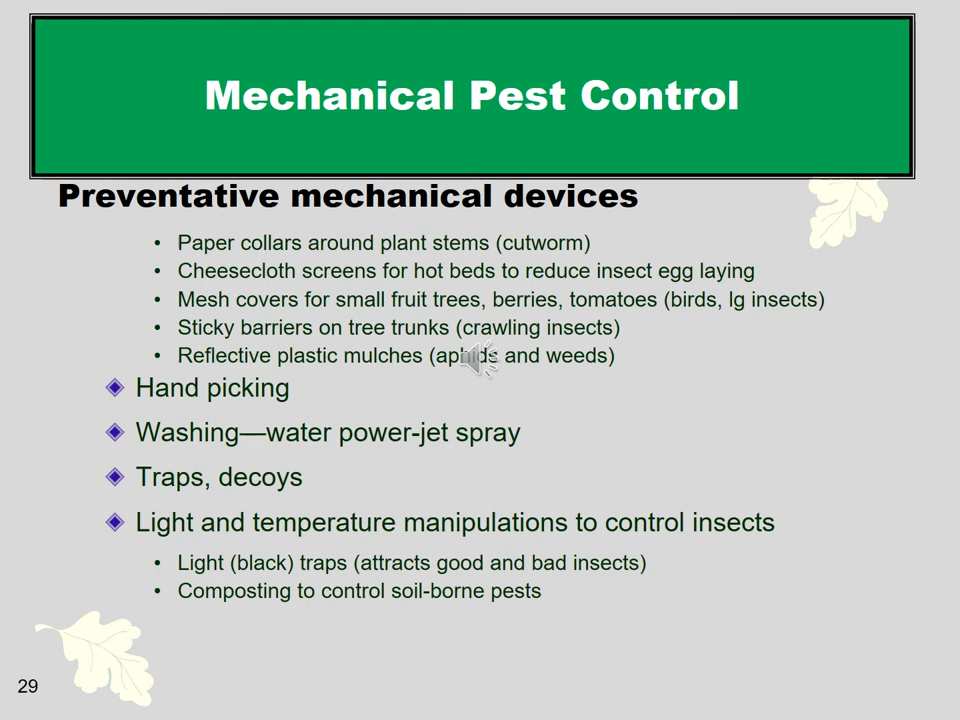 Mechanical Pest Control
Preventative mechanical devices
• Paper collars around plant stems (cutworm)
• Cheesecloth screens for hot beds to reduce insect egg laying
• Mesh covers for small fruit trees, berries, tomatoes (birds, lg insects)
• Sticky barriers on tree trunks (crawling insects)
• Reflective plastic mulches (aphids and weeds)
Hand picking
Washing—water power-jet spray
Traps, decoys
Light and temperature manipulations to control insects
• Light (black) traps (attracts good and bad insects)
• Composting to control soil-borne pests
29